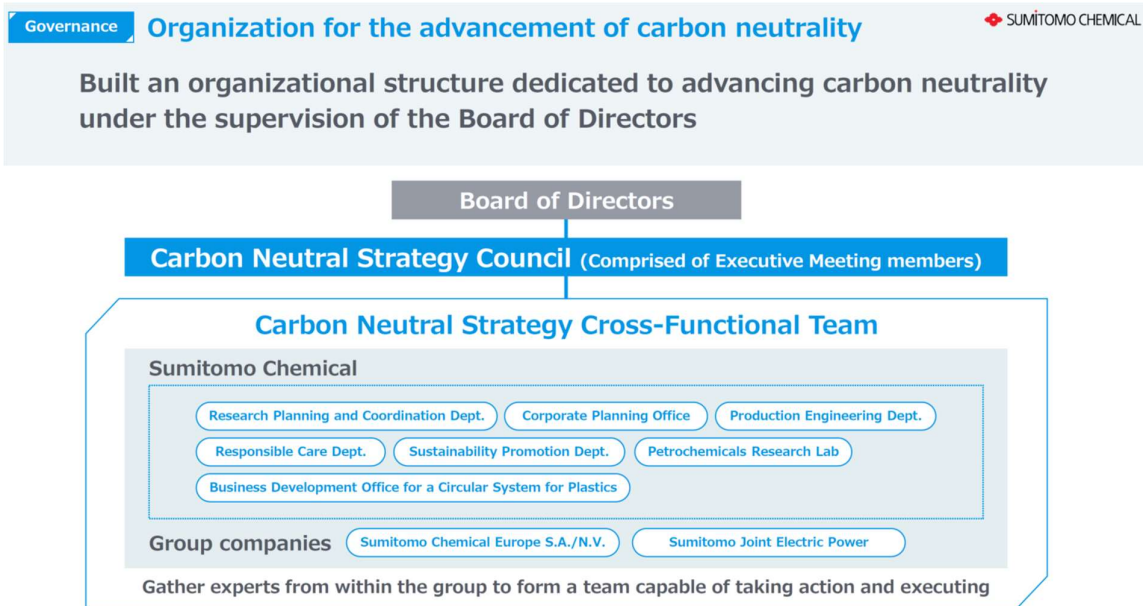 Governance
Organization for the advancement of carbon neutrality
SUMITOMO CHEMICAL
Built an organizational structure dedicated to advancing carbon neutrality
under the supervision of the Board of Directors
Board of Directors
Carbon Neutral Strategy Council (Comprised of Executive Meeting members)
Carbon Neutral Strategy Cross-Functional Team
Sumitomo Chemical
Research Planning and Coordination Dept.
Corporate Planning Office
Production Engineering Dept.
Responsible Care Dept.
Sustainability Promotion Dept.
Petrochemicals Research Lab
Business Development Office for a Circular System for Plastics
Group companies
Sumitomo Chemical Europe S.A./N.V.
Sumitomo Joint Electric Power
Gather experts from within the group to form a team capable of taking action and executing